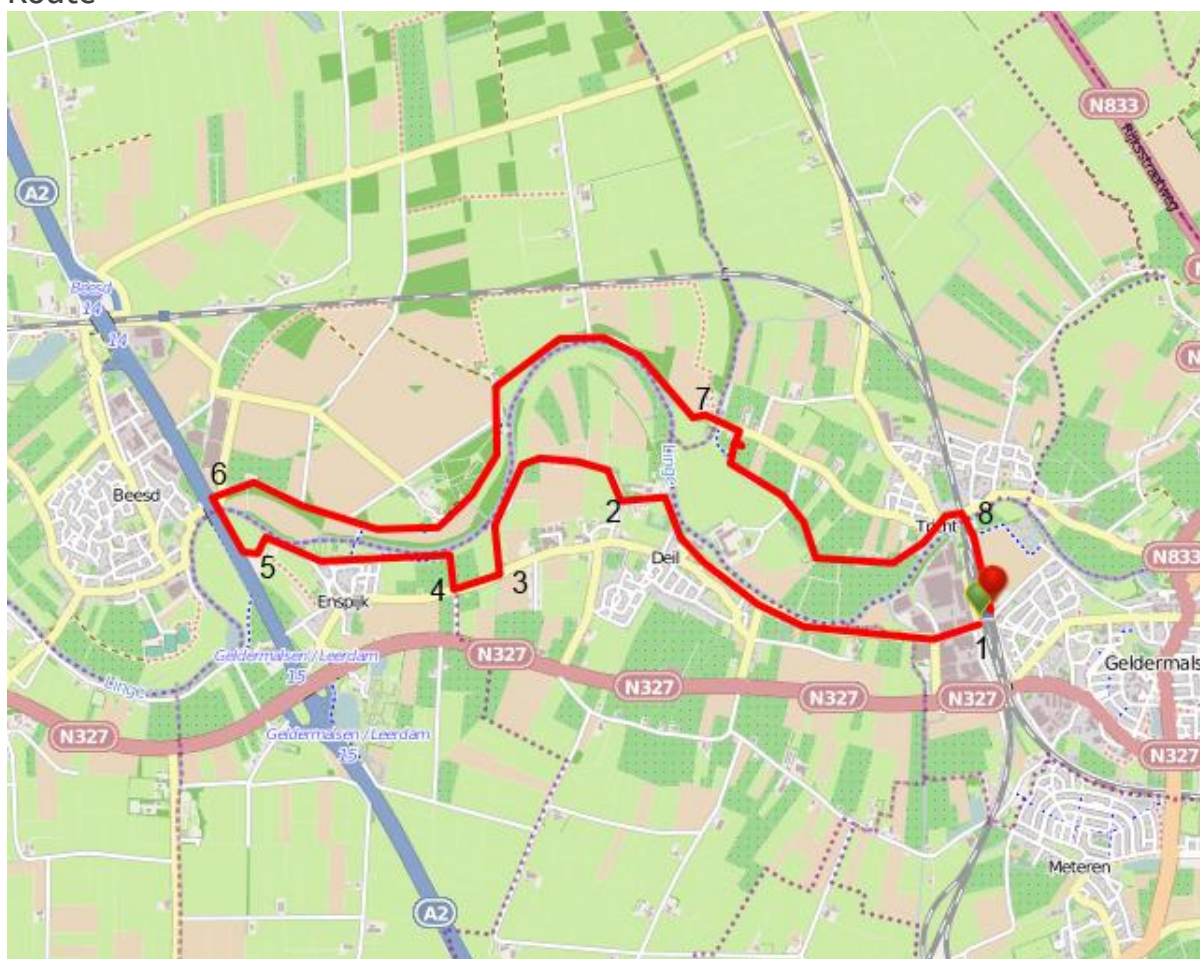 Route
N833
Rijksstraatweg
A2
Beesd
14
14
7
6
Linge
Beesd
2
8
Tricht
Deil
N833
5
3
4
Enspijk
1
Geldermalsen / Leerdam
15
N327
Geldermals
Linge
N327
N327
N327
N327
Geldermalsen / Leerdam
15
N327
Meteren
A2